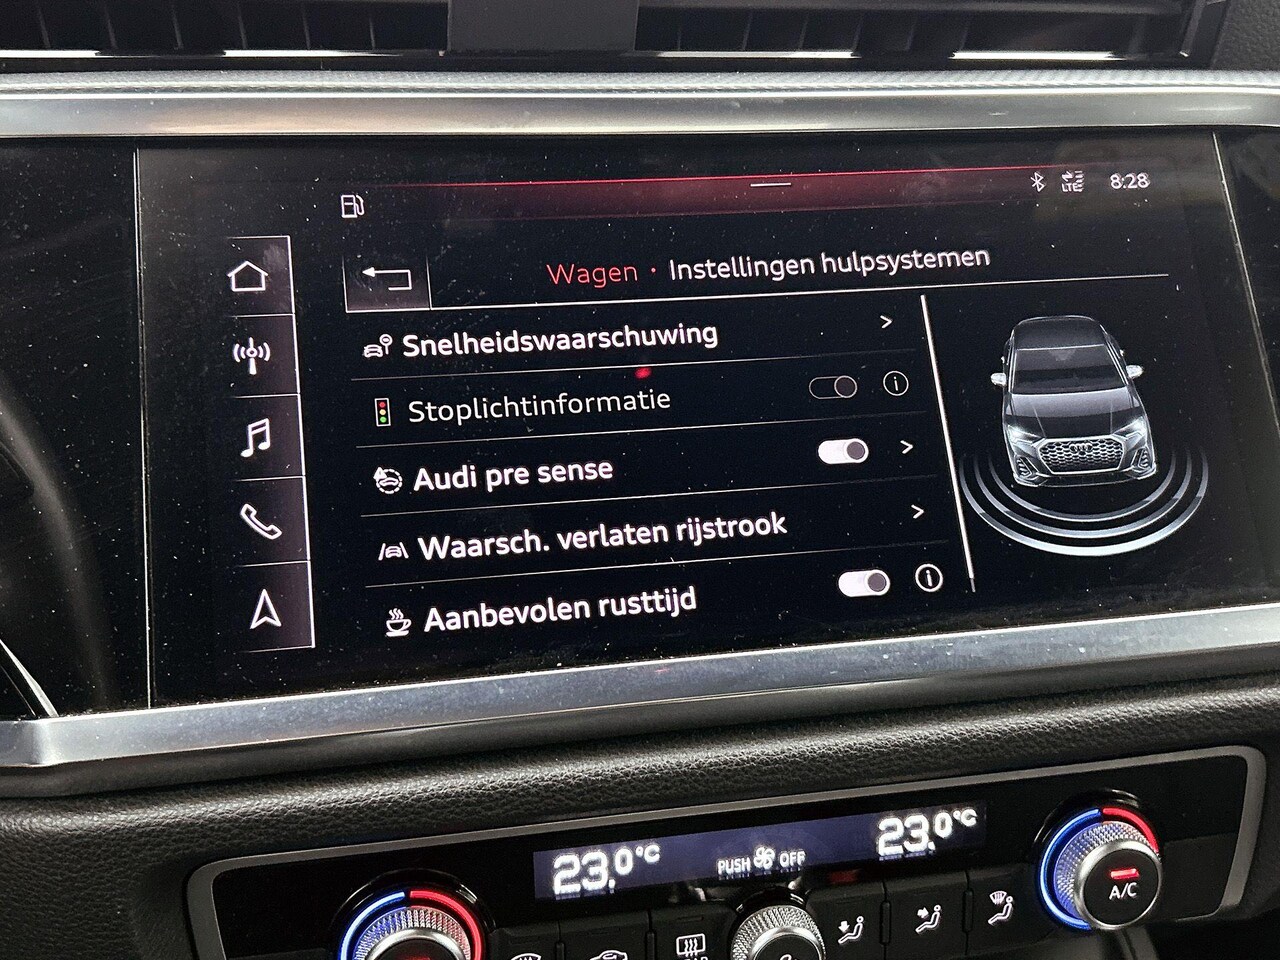 LTE 8:28
Wagen · Instellingen hulpsystemen
Snelheidswaarschuwing
Stoplichtinformatie
Audi pre sense
Waarsch. verlaten rijstrook
Aanbevolen rusttijd
23.0°C PUSH OFF 23.0°C
A/C